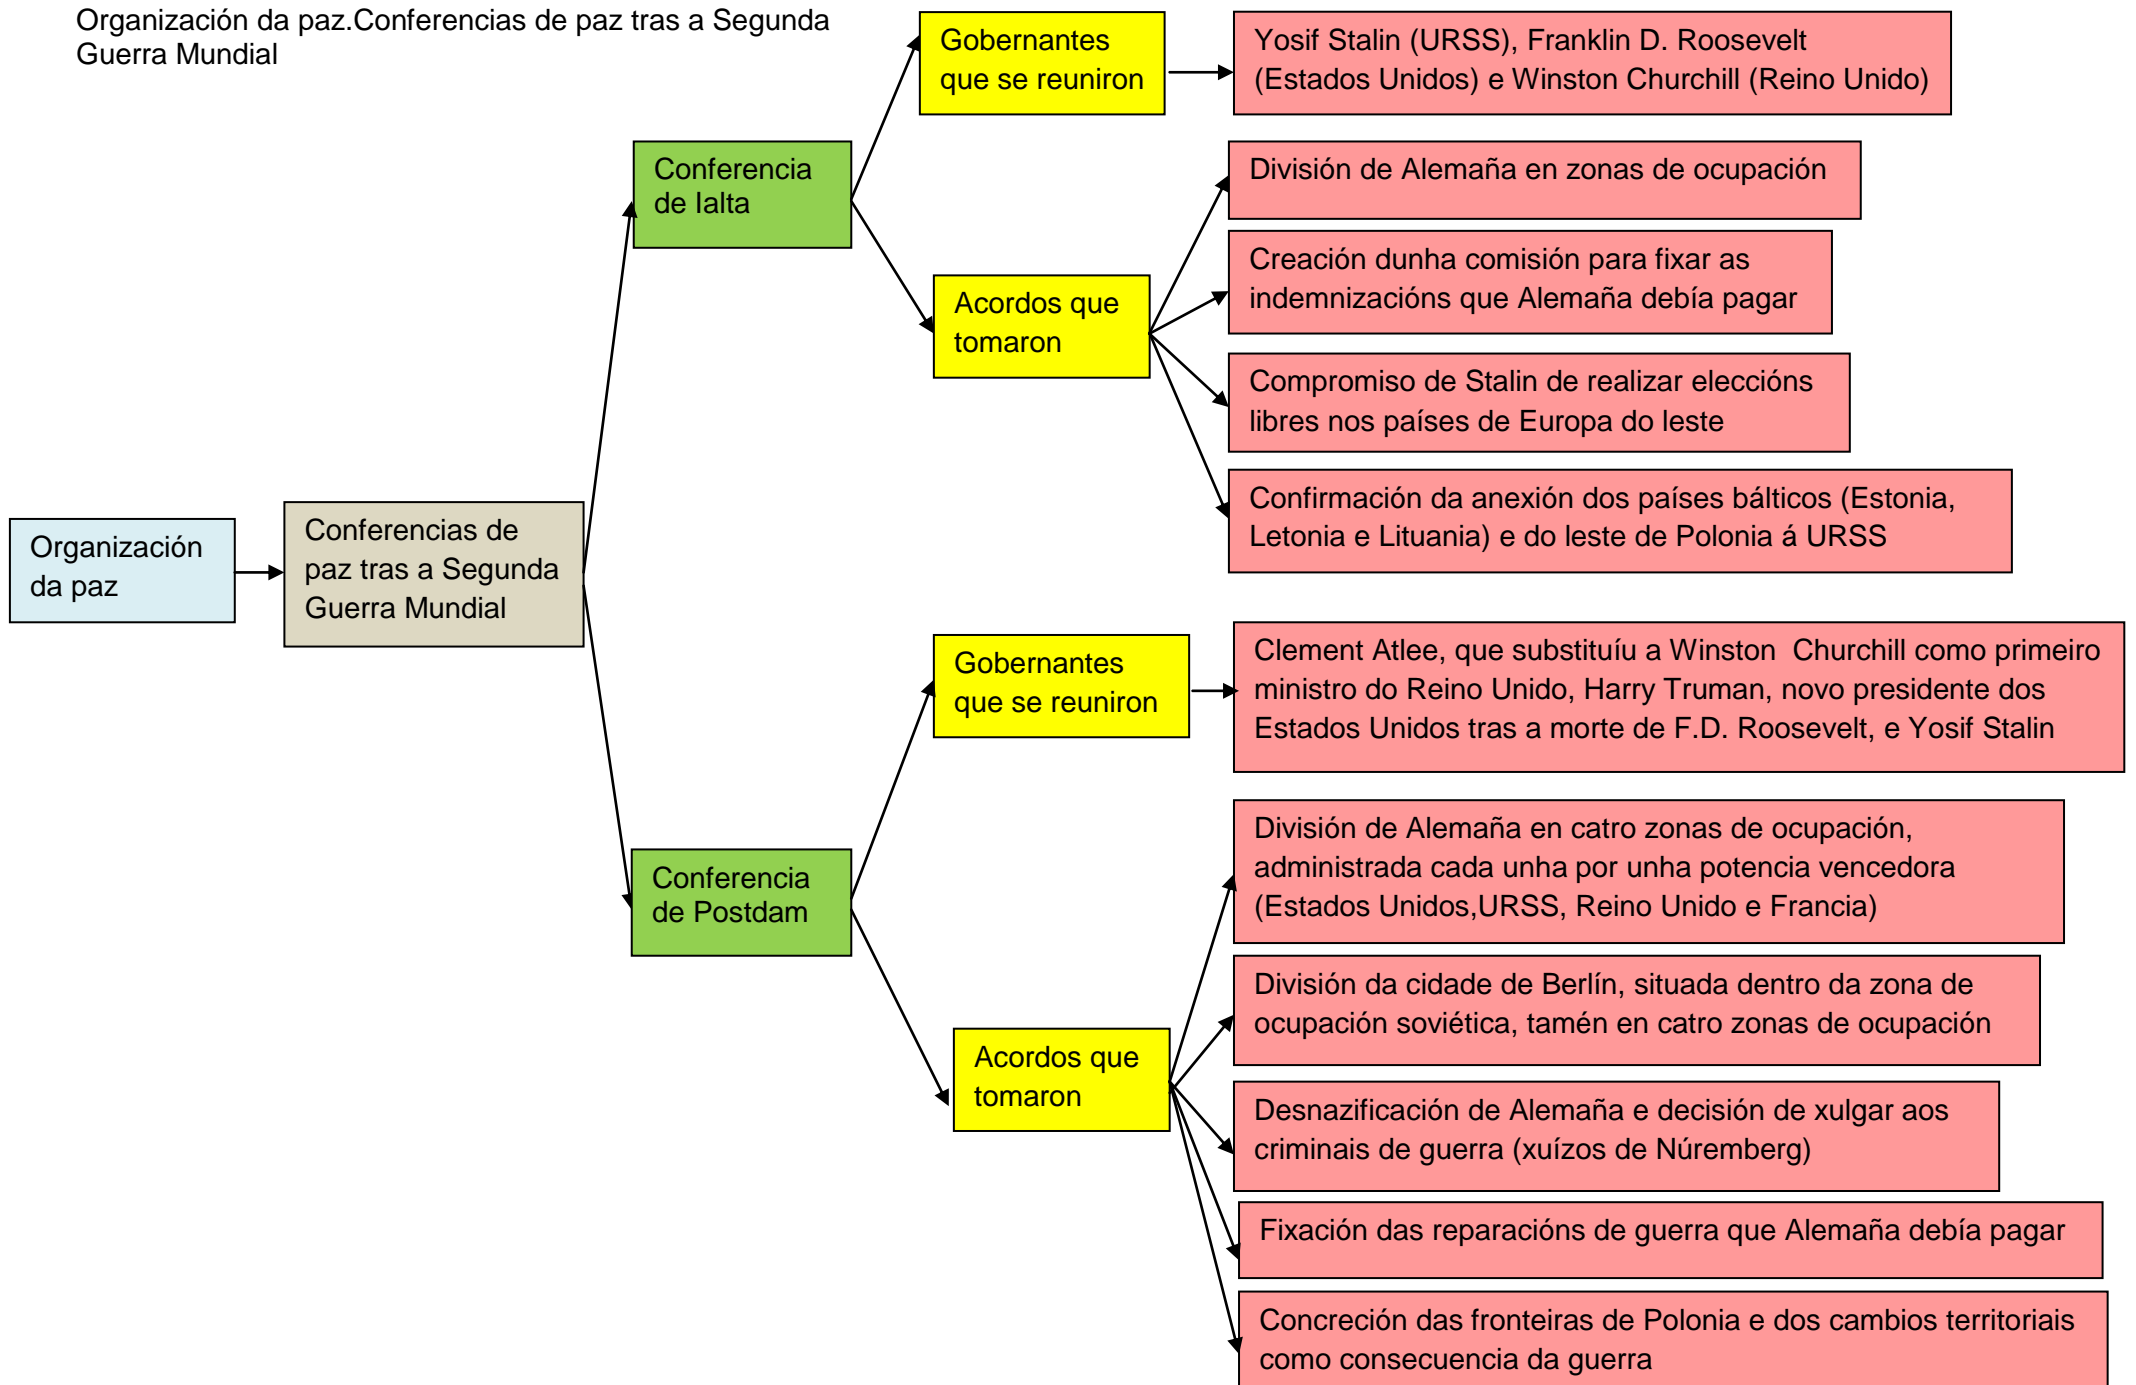 Organización da paz.Conferencias de paz tras a Segunda
Guerra Mundial
Organización
da paz
Conferencias de
paz tras a Segunda
Guerra Mundial
Conferencia
de Ialta
Gobernantes
que se reuniron
Yosif Stalin (URSS), Franklin D. Roosevelt
(Estados Unidos) e Winston Churchill (Reino Unido)
Acordos que
tomaron
División de Alemaña en zonas de ocupación
Creación dunha comisión para fixar as
indemnizacións que Alemaña debía pagar
Compromiso de Stalin de realizar eleccións
libres nos países de Europa do leste
Confirmación da anexión dos países bálticos (Estonia,
Letonia e Lituania) e do leste de Polonia á URSS
Conferencia
de Postdam
Gobernantes
que se reuniron
Clement Atlee, que substituíu a Winston  Churchill como primeiro
ministro do Reino Unido, Harry Truman, novo presidente dos
Estados Unidos tras a morte de F.D. Roosevelt, e Yosif Stalin
Acordos que
tomaron
División de Alemaña en catro zonas de ocupación,
administrada cada unha por unha potencia vencedora
(Estados Unidos,URSS, Reino Unido e Francia)
División da cidade de Berlín, situada dentro da zona de
ocupación soviética, tamén en catro zonas de ocupación
Desnazificación de Alemaña e decisión de xulgar aos
criminais de guerra (xuízos de Núremberg)
Fixación das reparacións de guerra que Alemaña debía pagar
Concreción das fronteiras de Polonia e dos cambios territoriais
como consecuencia da guerra